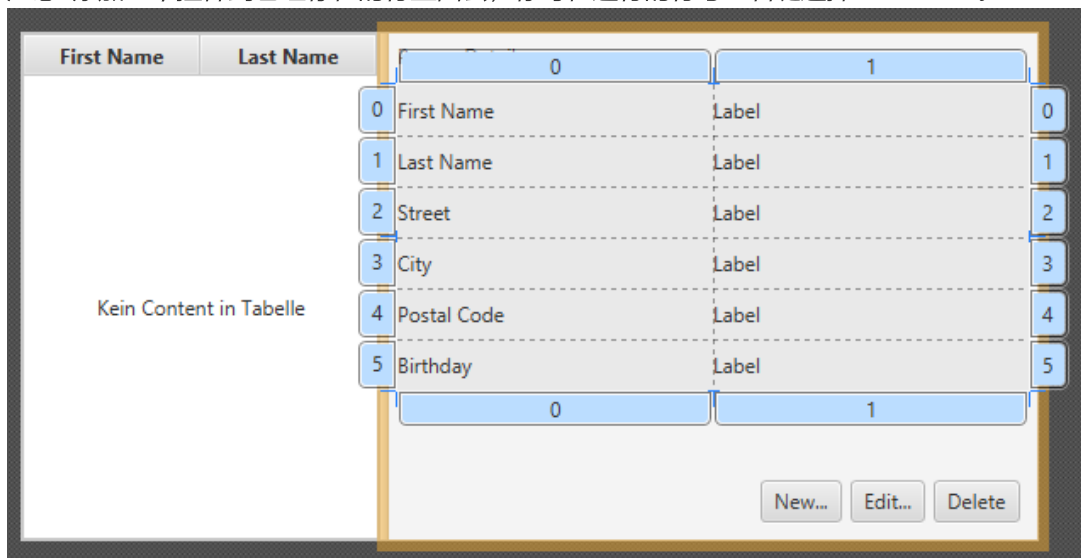 First Name Last Name
0 1
0 First Name Label 0
1 Last Name Label 1
2 Street Label 2
3 City Label 3
Kein Content in Tabelle
4 Postal Code Label 4
5 Birthday Label 5
0 1
New... Edit... Delete